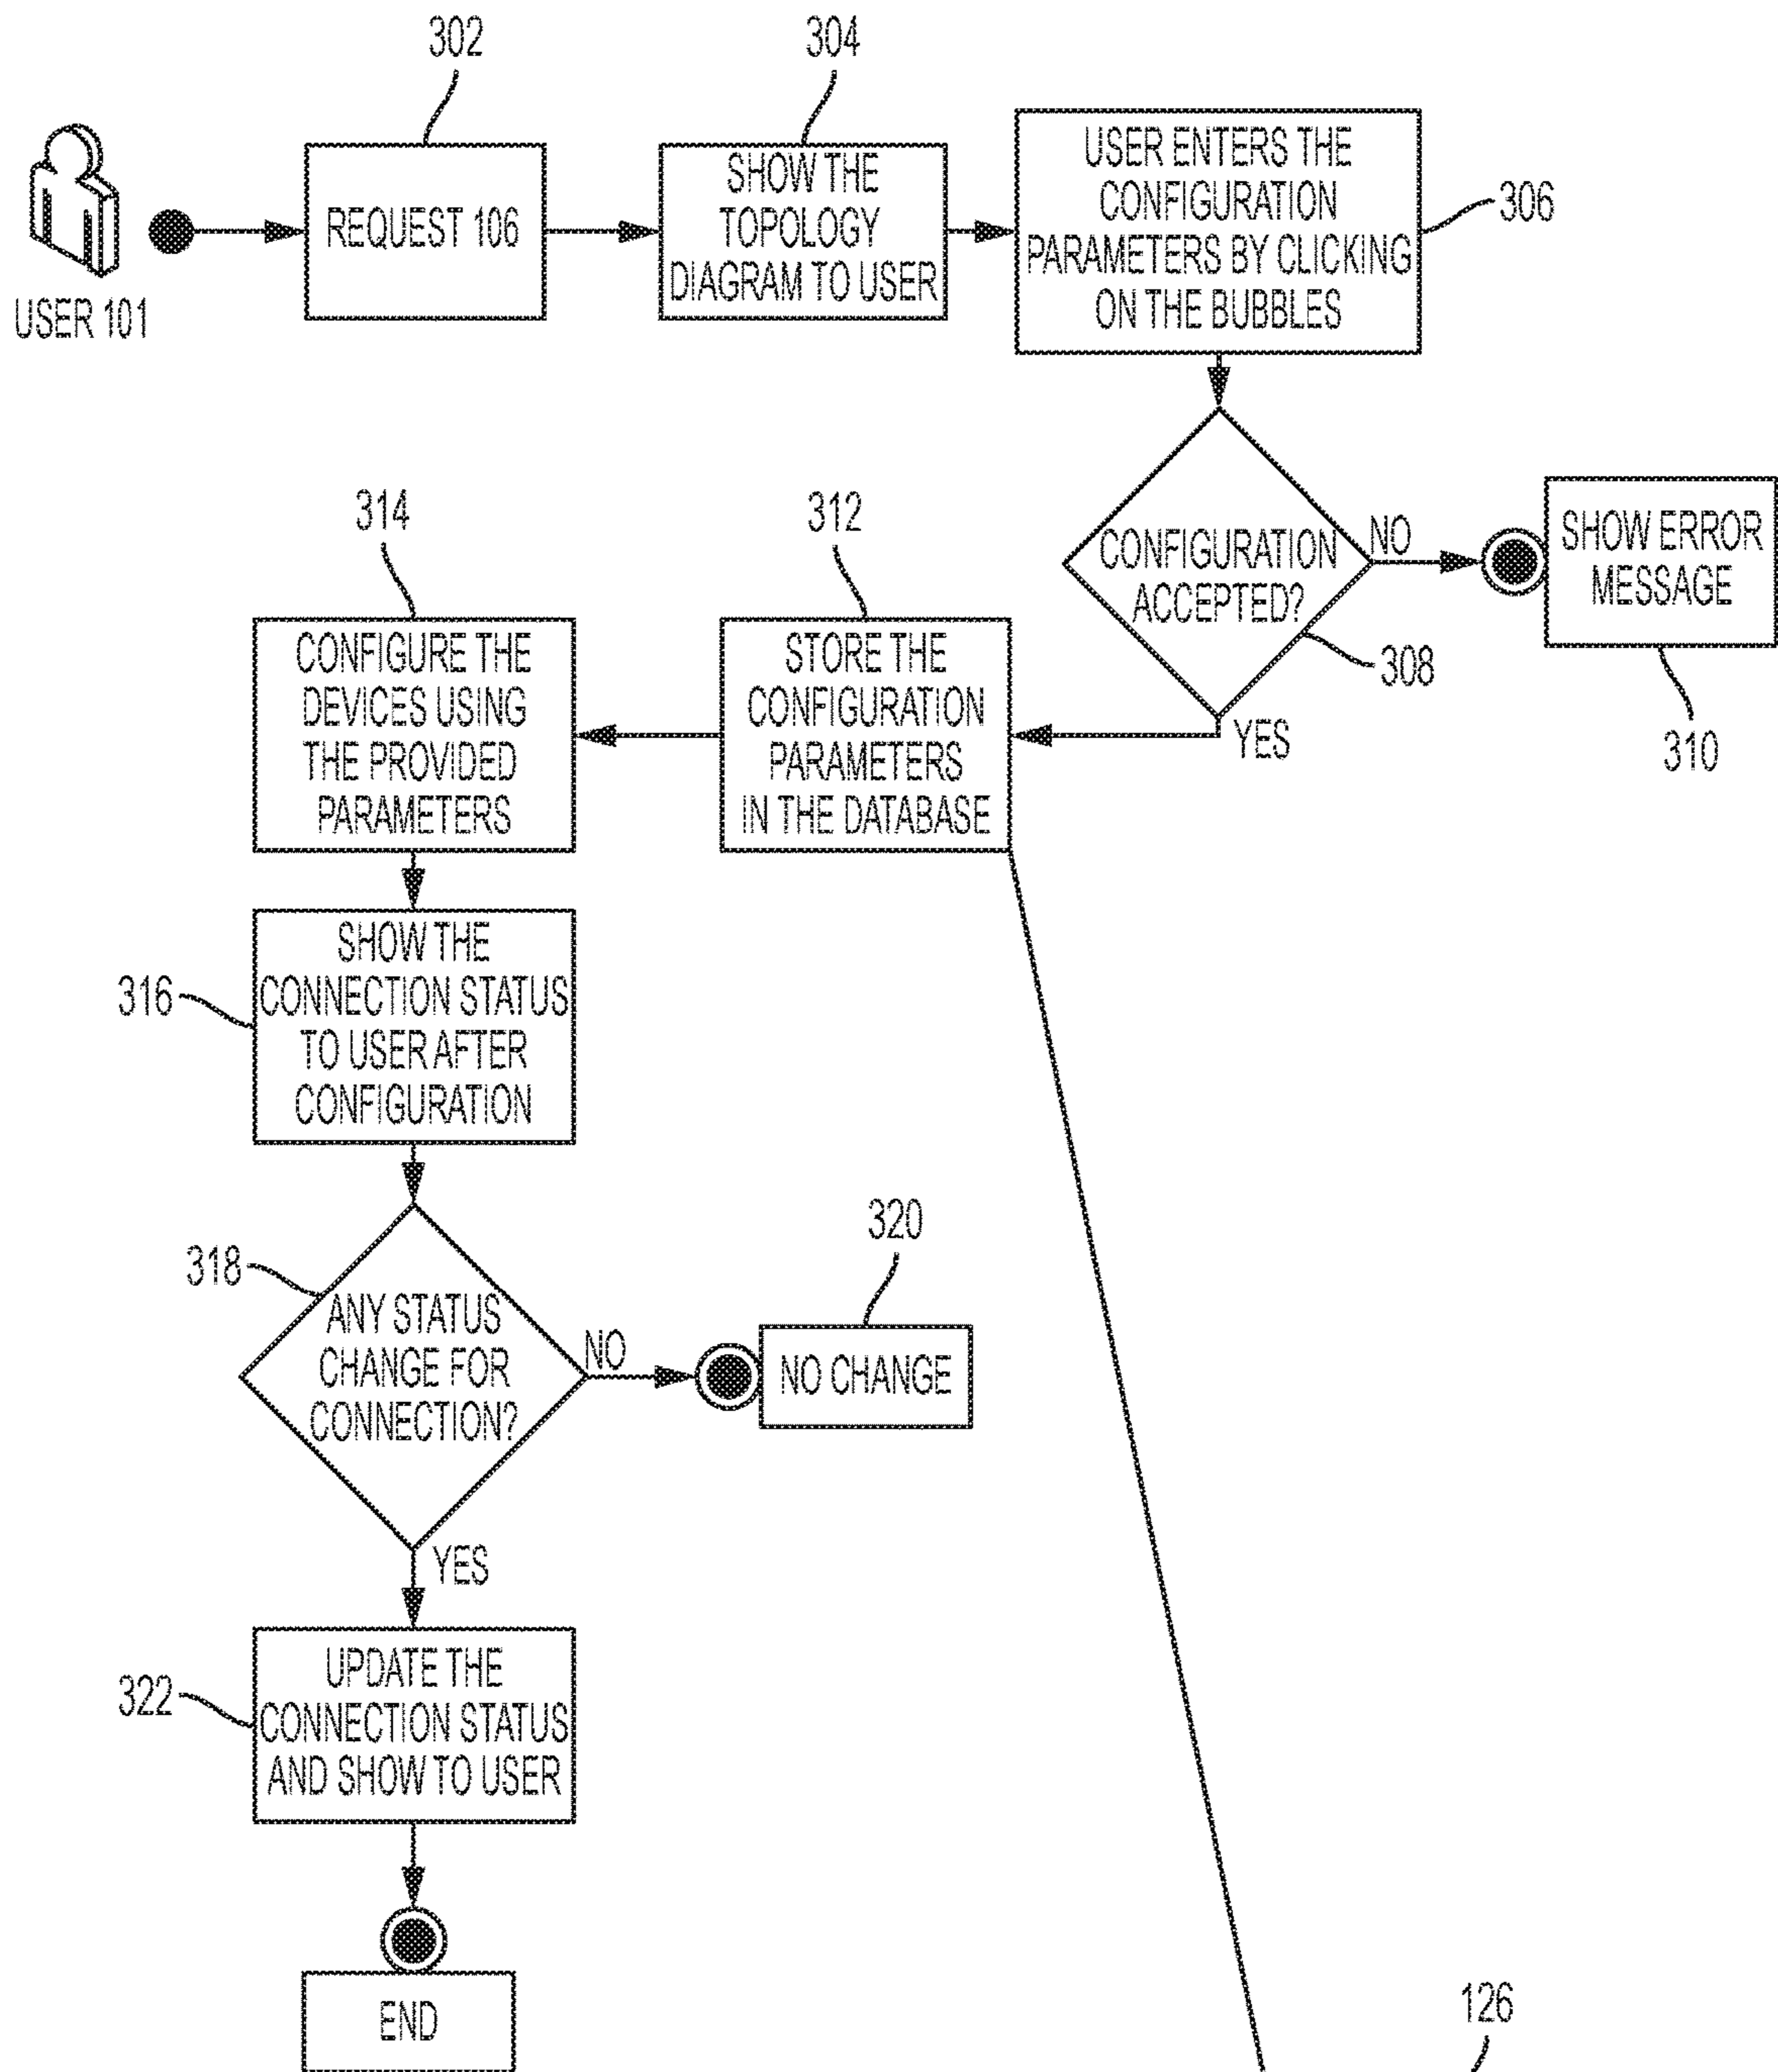 302
304
USER 101
REQUEST 106
SHOW THE
TOPOLOGY
DIAGRAM TO USER
USER ENTERS THE
CONFIGURATION
PARAMETERS BY CLICKING
ON THE BUBBLES
306
CONFIGURATION
ACCEPTED?
308
NO
SHOW ERROR
MESSAGE
310
YES
312
STORE THE
CONFIGURATION
PARAMETERS
IN THE DATABASE
314
CONFIGURE THE
DEVICES USING
THE PROVIDED
PARAMETERS
316
SHOW THE
CONNECTION STATUS
TO USER AFTER
CONFIGURATION
318
ANY STATUS
CHANGE FOR
CONNECTION?
NO
320
NO CHANGE
YES
322
UPDATE THE
CONNECTION STATUS
AND SHOW TO USER
END
126